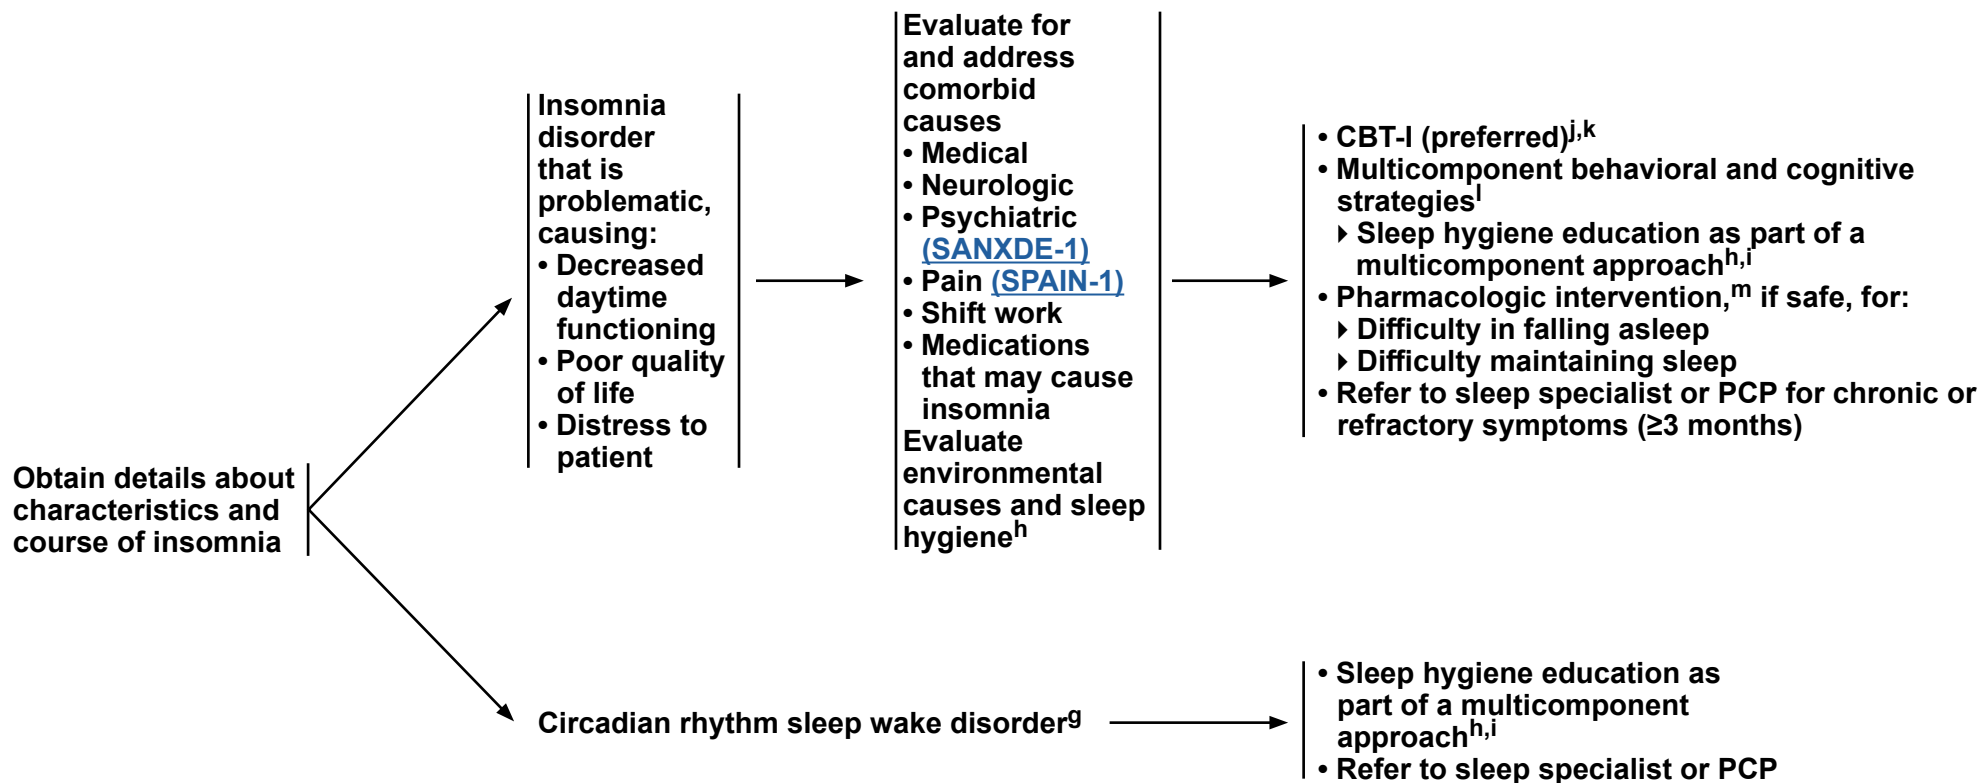 Obtain details about
characteristics and
course of insomnia
Insomnia
disorder
that is
problematic,
causing:
• Decreased
daytime
functioning
• Poor quality
of life
• Distress to
patient
Evaluate for
and address
comorbid
causes
• Medical
• Neurologic
• Psychiatric
(SANXDE-1)
• Pain (SPAIN-1)
• Shift work
• Medications
that may cause
insomnia
Evaluate
environmental
causes and sleep
hygieneh
• CBT-I (preferred)j,k
• Multicomponent behavioral and cognitive
strategiesl
▸ Sleep hygiene education as part of a
multicomponent approachh,i
• Pharmacologic intervention,m if safe, for:
▸ Difficulty in falling asleep
▸ Difficulty maintaining sleep
• Refer to sleep specialist or PCP for chronic or
refractory symptoms (≥3 months)
Circadian rhythm sleep wake disorderg
• Sleep hygiene education as
part of a multicomponent
approachh,i
• Refer to sleep specialist or PCP